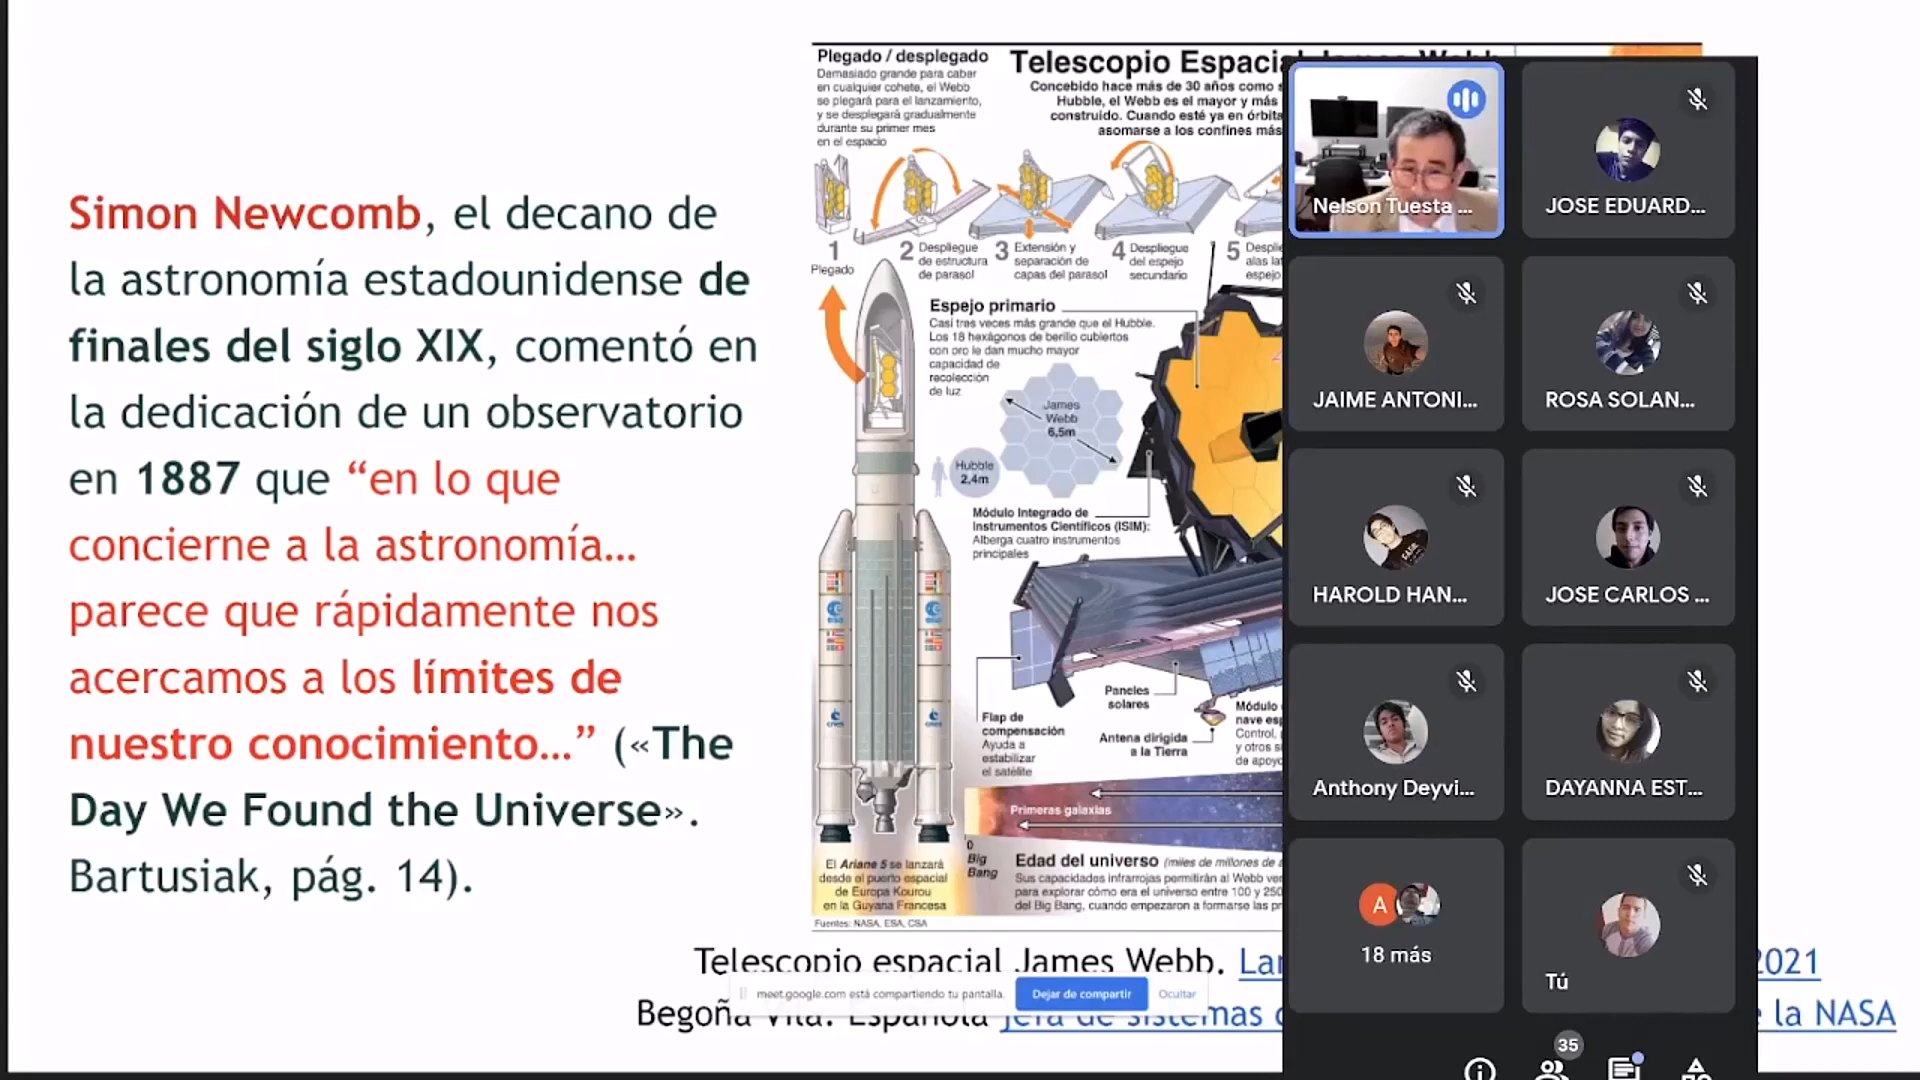 Simon Newcomb, el decano de
la astronomía estadounidense de
finales del siglo XIX, comentó en
la dedicación de un observatorio
en 1887 que “en lo que
concierne a la astronomía...
parece que rápidamente nos
acercamos a los límites de
nuestro conocimiento...” («The
Day We Found the Universe».
Bartusiak, pág. 14).
Plegado / desplegado
Demasiado grande para caber
en cualquier cohete, el Webb
se plegará para el lanzamiento,
y se desplegará gradualmente
durante su primer mes
en el espacio
Telescopio Espacial James Webb
Concebido hace más de 30 años como
Hubble, el Webb es el mayor y más
construido. Cuando esté ya en órbita
asomarse a los confines más
1
Plegado
2 Despliegue
de estructura
de parasol
3 Extensión y
separación de
capas del parasol
4 Despliegue
del espejo
secundario
5
espejo
Espejo primario
Casi tres veces más grande que el Hubble.
Los 18 hexágonos de berilio cubiertos
con oro le dan mucho mayor
capacidad de
recolección
de luz
James
Webb
6,5m
Hubble
2,4m
Módulo Integrado de
Instrumentos Científicos (ISIM):
Alberga cuatro instrumentos
principales
Flap de
compensación
Ayuda a
estabilizar
el satélite
Paneles
solares
Antena dirigida
a la Tierra
Módulo
nave
Control,
y otros
de
Primeras galaxias
0
Big
Bang
El Ariane 5 se lanzará
desde el puerto espacial
de Europa Kourou
en la Guyana Francesa
Edad del universo (miles de millones de
Sus capacidades infrarrojas permitirán al Webb
para explorar cómo era el universo entre 100 y
del Big Bang, cuando empezaron a formarse las
Fuentes: NASA, ESA, CSA
Telescopio espacial James Webb. 2021
Begoña Vila. Española jefa de sistemas la NASA
meet.google.com está compartiendo tu pantalla.
Dejar de compartir
Ocultar
Nelson Tuesta ...
JOSE EDUARD...
JAIME ANTONI...
ROSA SOLAN...
HAROLD HAN...
JOSE CARLOS ...
Anthony Deyvi...
DAYANNA EST...
A
18 más
Tú
35